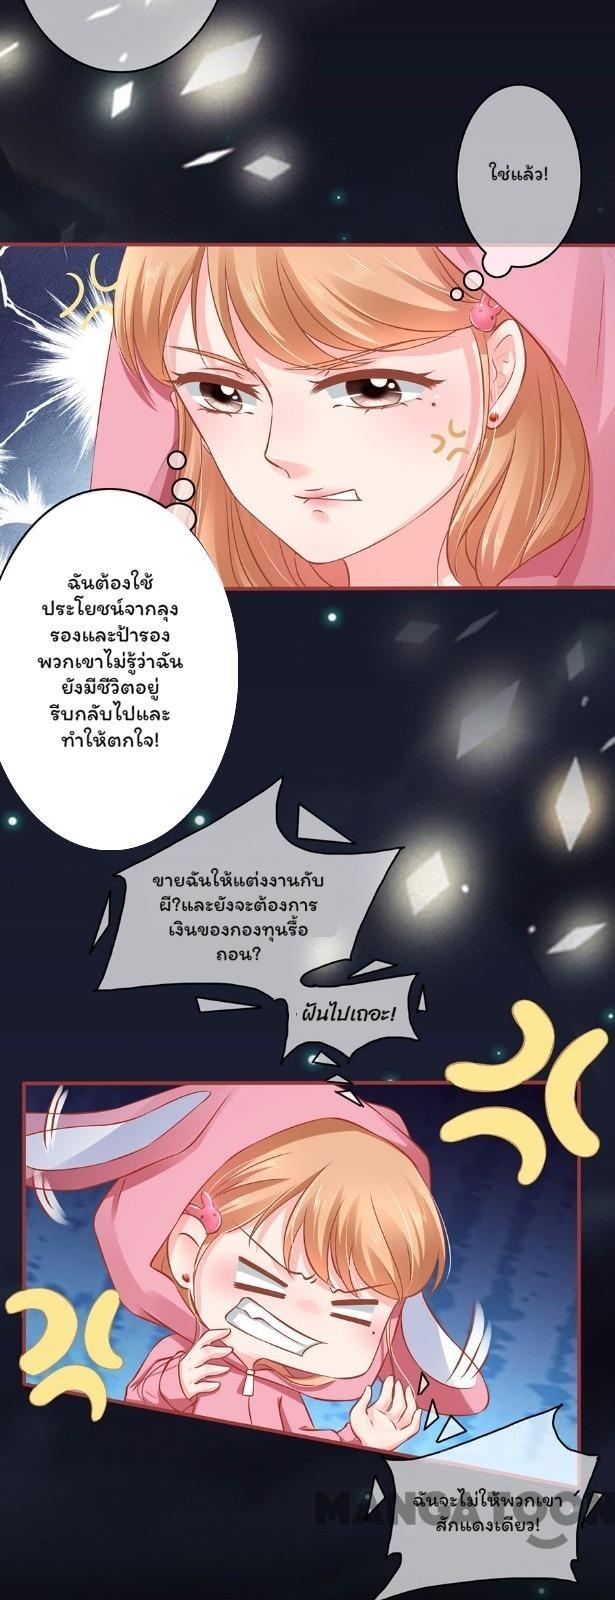 ใช่แล้ว!
ฉันต้องใช้
ประโยชน์จากลุง
รองและป้ารอง
พวกเขาไม่รู้ว่าฉัน
ยังมีชีวิตอยู่
รีบกลับไปและ
ทำให้ตกใจ!
ขายฉันให้แต่งงานกับ
ผี?และยังจะต้องการ
เงินของกองทุนรื้อ
ถอน?
ฝันไปเถอะ!
ฉันจะไม่ให้พวกเขา
สักแดงเดียว!
MANGATOON